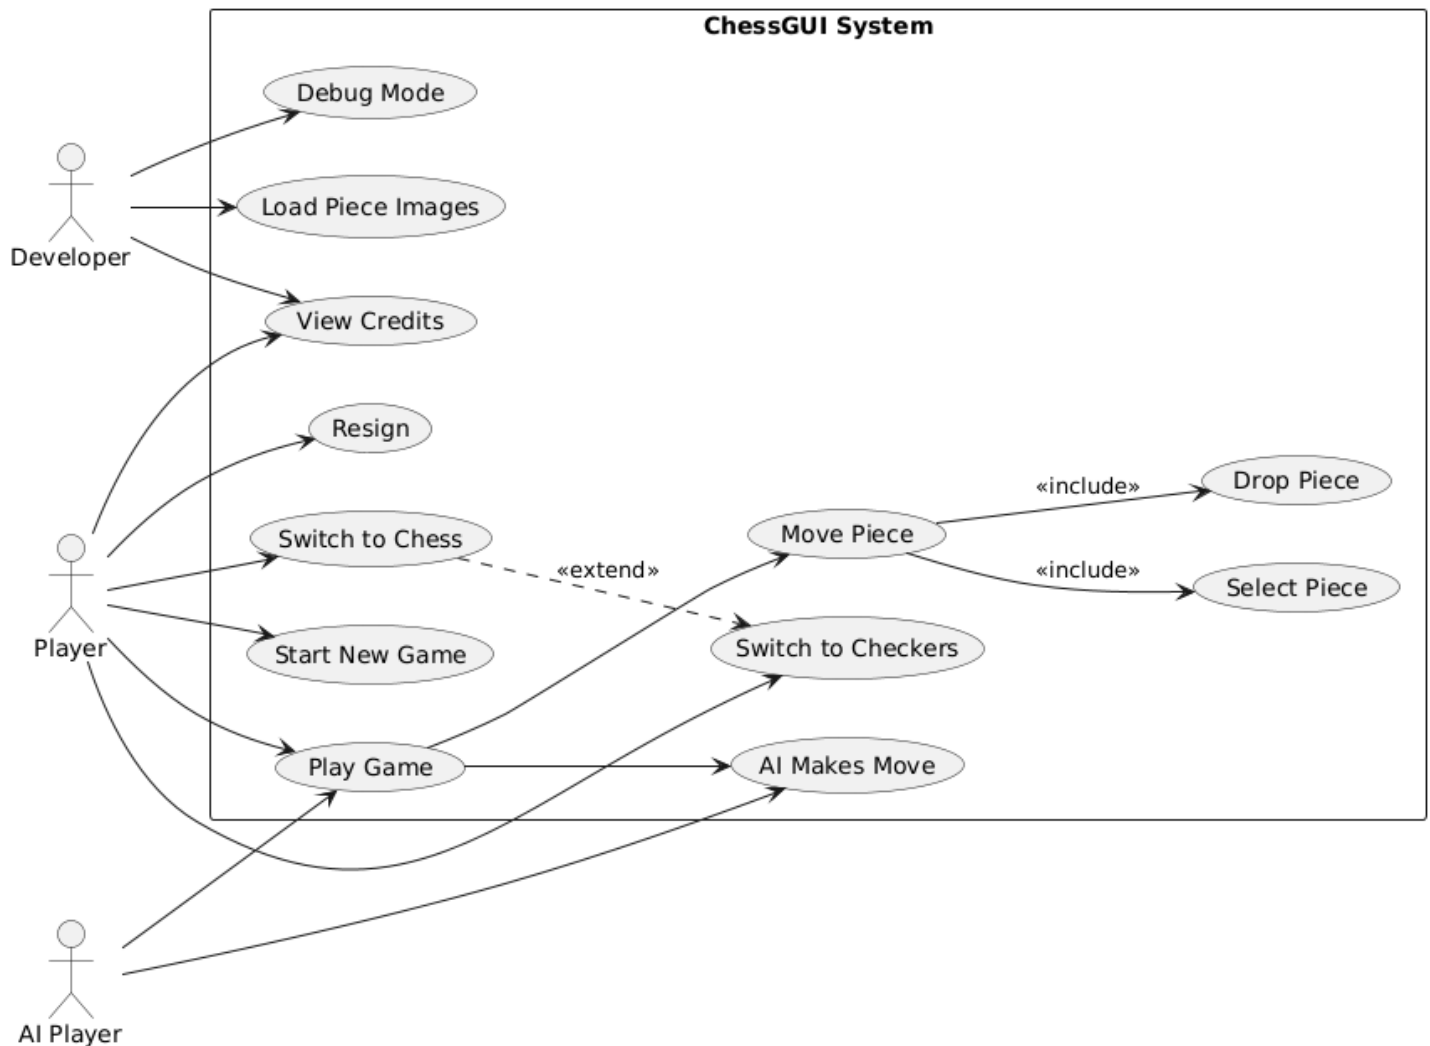 ChessGUI System
Debug Mode
Load Piece Images
Developer
View Credits
Resign
Drop Piece
«include»
Switch to Chess
Move Piece
«extend»
«include»
Select Piece
Player
Start New Game
Switch to Checkers
Play Game
AI Makes Move
AI Player